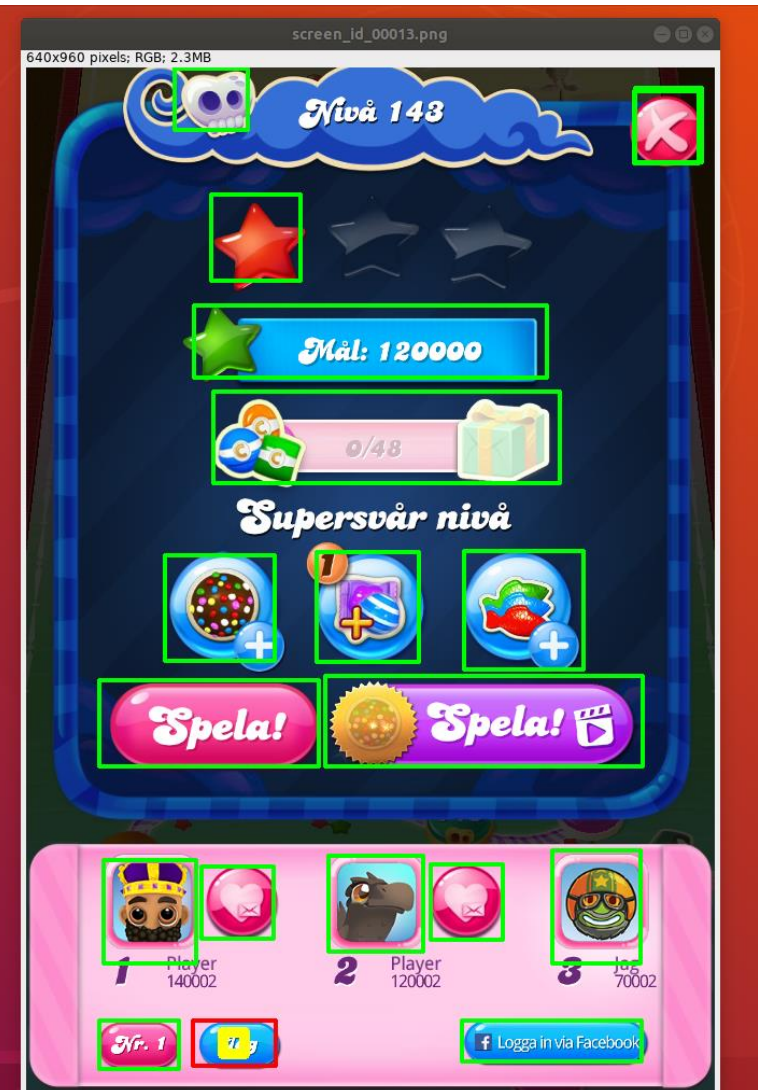 screen_id_00013.png
640x960 pixels; RGB; 2.3MB
Nivå 143
Mål: 120000
0/48
Supersvår nivå
1
Spela!
Spela!
1 Player 140002
2 Player 120002
3 Jag 70002
Nr. 1
Logga in via Facebook